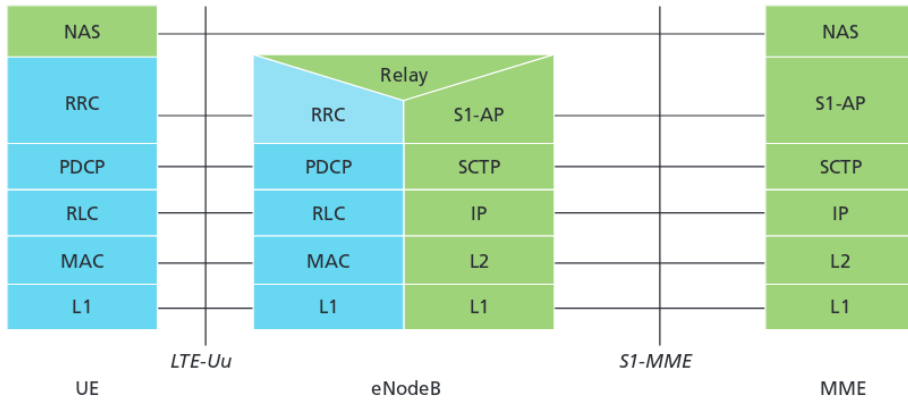 NAS NAS
Relay
RRC RRC S1-AP S1-AP
PDCP PDCP SCTP SCTP
RLC RLC IP IP
MAC MAC L2 L2
L1 L1 L1 L1
LTE-Uu S1-MME
UE eNodeB MME